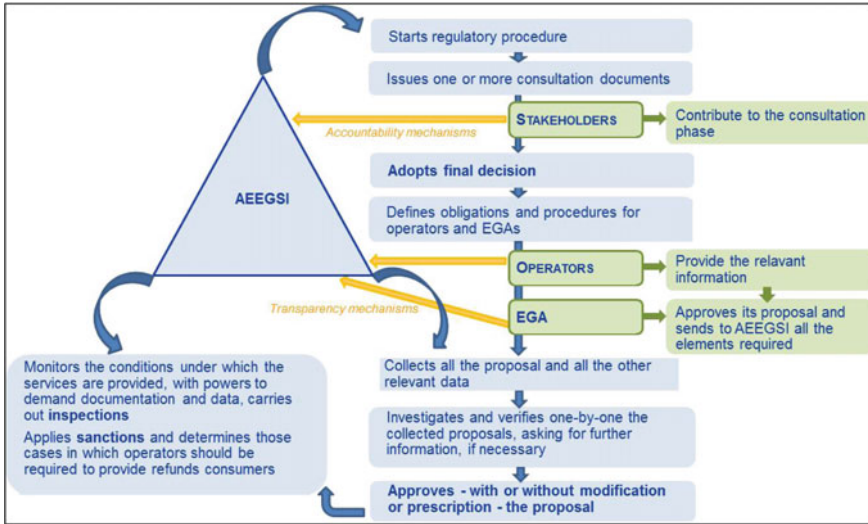 Starts regulatory procedure
Issues one or more consultation documents
STAKEHOLDERS
Contribute to the consultation
phase
Accountability mechanisms
Adopts final decision
AEEGSI
Defines obligations and procedures for
operators and EGAs
OPERATORS
Provide the relevant
information
Transparency mechanisms
EGA
Approves its proposal and
sends to AEEGSI all the
elements required
Collects all the proposal and all the other
relevant data
Monitors the conditions under which the
services are provided, with powers to
demand documentation and data, carries
out inspections
Applies sanctions and determines those
cases in which operators should be
required to provide refunds consumers
Investigates and verifies one-by-one the
collected proposals, asking for further
information, if necessary
Approves - with or without modification
or prescription - the proposal